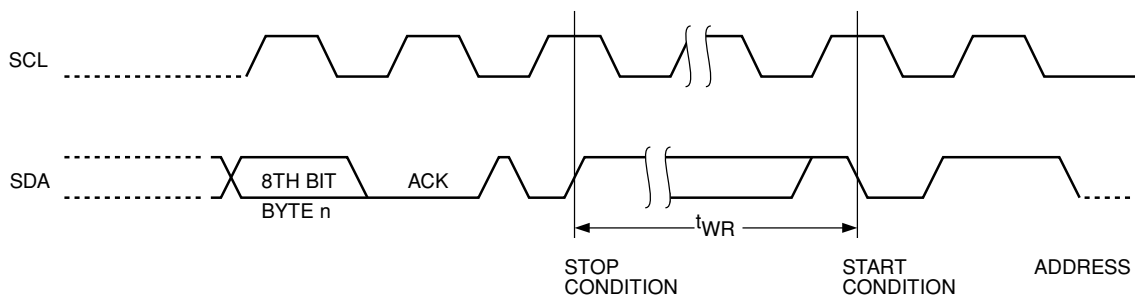 SCL
SDA
8TH BIT
ACK
BYTE n
tWR
STOP
CONDITION
START
CONDITION
ADDRESS